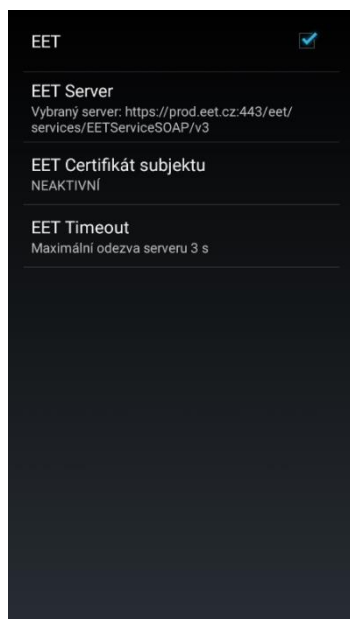 EET
EET Server
Vybraný server: https://prod.eet.cz:443/eet/
services/EETServiceSOAP/v3
EET Certifikát subjektu
NEAKTIVNÍ
EET Timeout
Maximální odezva serveru 3 s